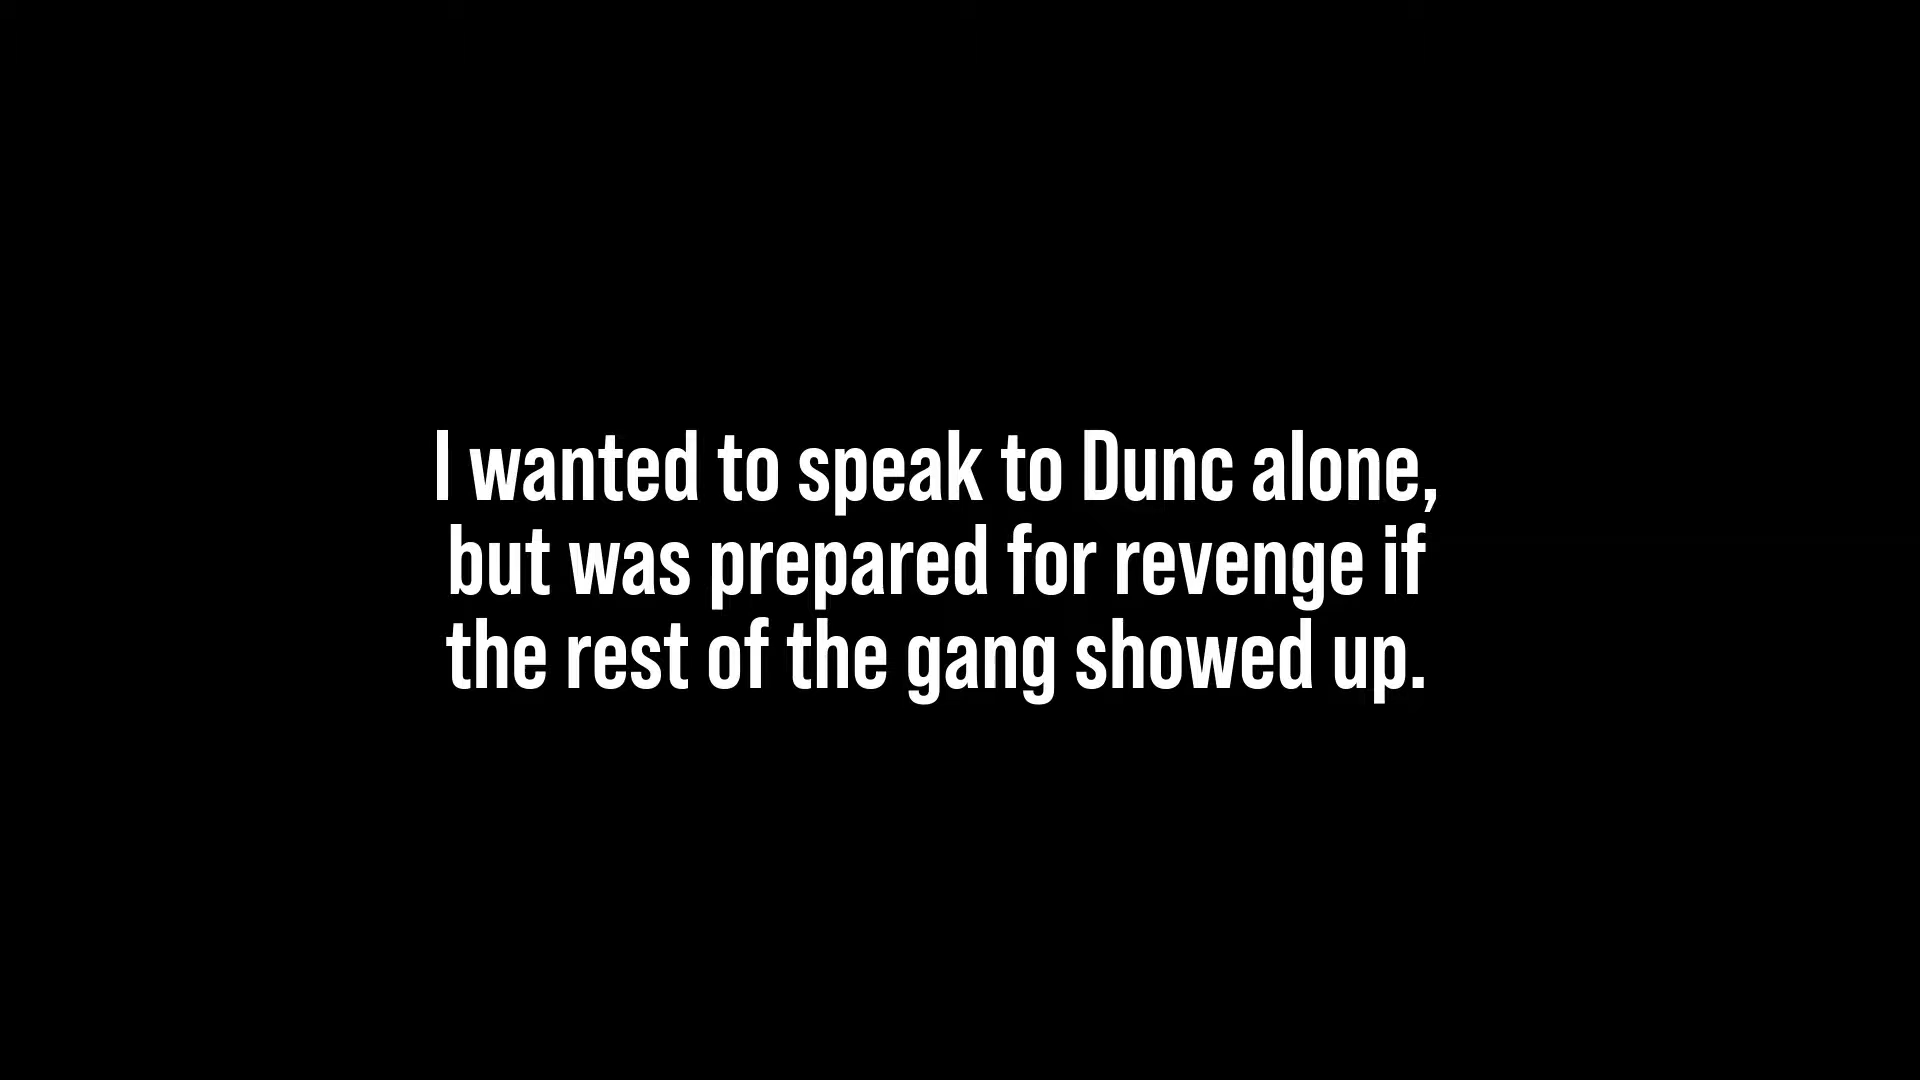 I wanted to speak to Dunc alone,
but was prepared for revenge if
the rest of the gang showed up.